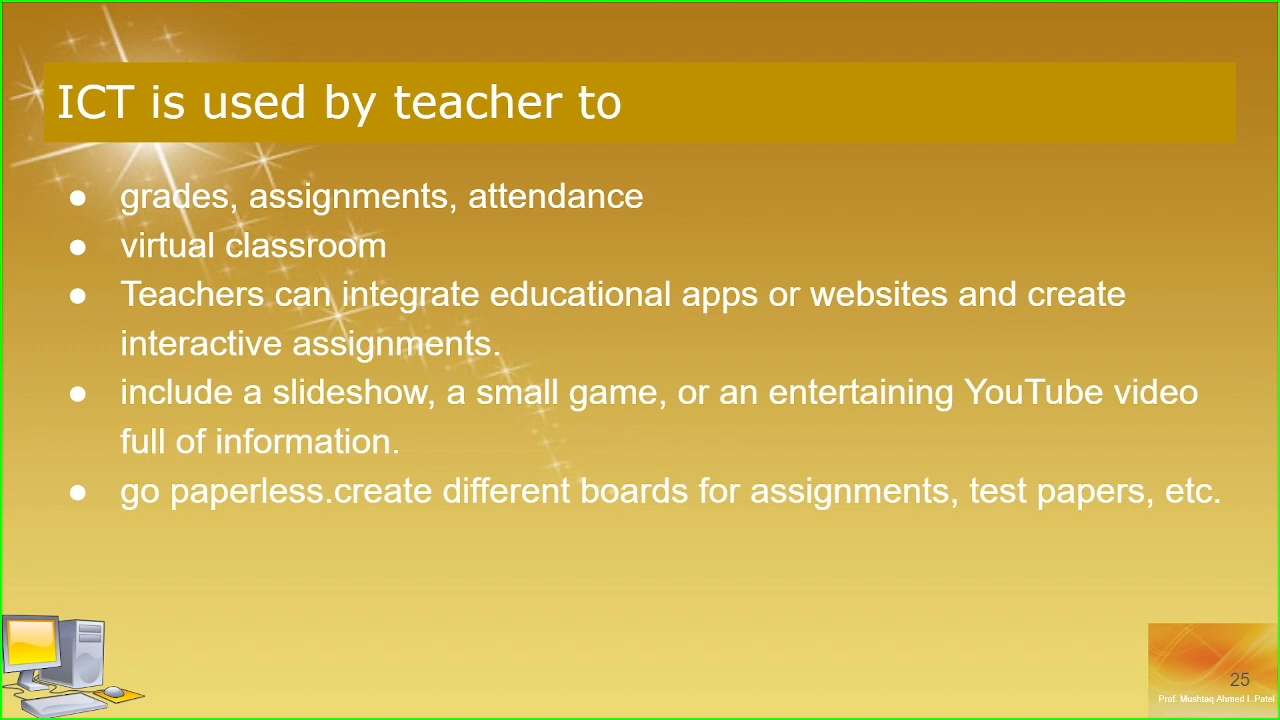 ICT is used by teacher to
● grades, assignments, attendance
● virtual classroom
● Teachers can integrate educational apps or websites and create
interactive assignments.
● include a slideshow, a small game, or an entertaining YouTube video
full of information.
● go paperless.create different boards for assignments, test papers, etc.
25
Prof. Mushtaq Ahmed I. Patel